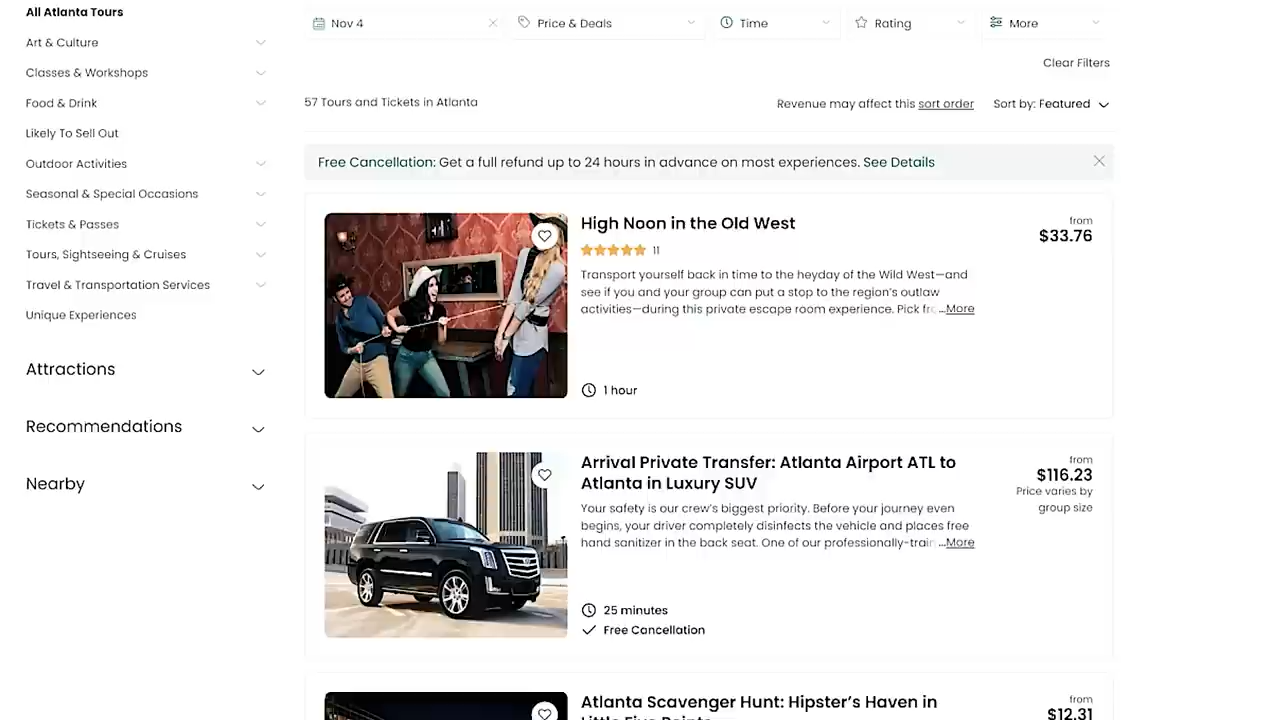 All Atlanta Tours
Art & Culture
Classes & Workshops
Food & Drink
Likely To Sell Out
Outdoor Activities
Seasonal & Special Occasions
Tickets & Passes
Tours, Sightseeing & Cruises
Travel & Transportation Services
Unique Experiences
Attractions
Recommendations
Nearby
Nov 4
Price & Deals
Time
Rating
More
Clear Filters
57 Tours and Tickets in Atlanta
Revenue may affect this sort order
Sort by: Featured
Free Cancellation: Get a full refund up to 24 hours in advance on most experiences. See Details
High Noon in the Old West
11
Transport yourself back in time to the heyday of the Wild West—and
see if you and your group can put a stop to the region's outlaw
activities—during this private escape room experience. Pick fr ...More
1 hour
from
$33.76
Arrival Private Transfer: Atlanta Airport ATL to
Atlanta in Luxury SUV
Your safety is our crew's biggest priority. Before your journey even
begins, your driver completely disinfects the vehicle and places free
hand sanitizer in the back seat. One of our professionally-train ...More
25 minutes
Free Cancellation
from
$116.23
Price varies by
group size
Atlanta Scavenger Hunt: Hipster's Haven in
Little Five Points
from
$12.31